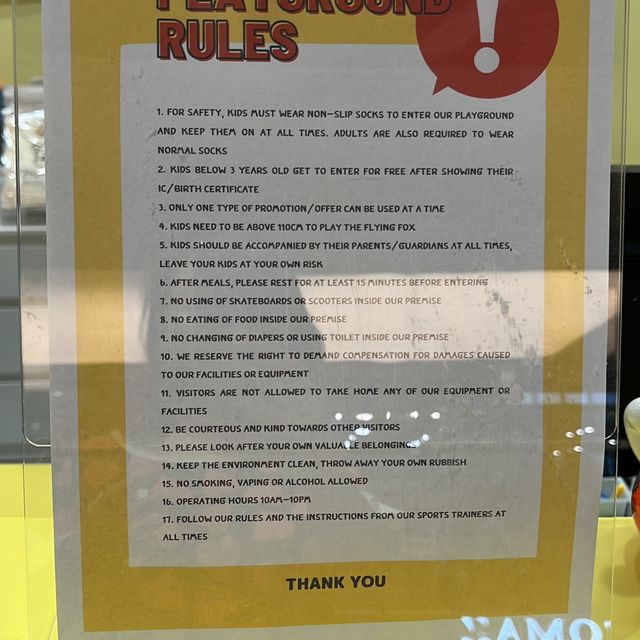 PLAYGROUND
RULES
1. FOR SAFETY, KIDS MUST WEAR NON-SLIP SOCKS TO ENTER OUR PLAYGROUND
AND KEEP THEM ON AT ALL TIMES. ADULTS ARE ALSO REQUIRED TO WEAR
NORMAL SOCKS
2. KIDS BELOW 3 YEARS OLD GET TO ENTER FOR FREE AFTER SHOWING THEIR
IC/BIRTH CERTIFICATE
3. ONLY ONE TYPE OF PROMOTION/OFFER CAN BE USED AT A TIME
4. KIDS NEED TO BE ABOVE 110CM TO PLAY THE FLYING FOX
5. KIDS SHOULD BE ACCOMPANIED BY THEIR PARENTS/GUARDIANS AT ALL TIMES,
LEAVE YOUR KIDS AT YOUR OWN RISK
6. AFTER MEALS, PLEASE REST FOR AT LEAST 15 MINUTES BEFORE ENTERING
7. NO USING OF SKATEBOARDS OR SCOOTERS INSIDE OUR PREMISE
8. NO EATING OF FOOD INSIDE OUR PREMISE
9. NO CHANGING OF DIAPERS OR USING TOILET INSIDE OUR PREMISE
10. WE RESERVE THE RIGHT TO DEMAND COMPENSATION FOR DAMAGES CAUSED
TO OUR FACILITIES OR EQUIPMENT
11. VISITORS ARE NOT ALLOWED TO TAKE HOME ANY OF OUR EQUIPMENT OR
FACILITIES
12. BE COURTEOUS AND KIND TOWARDS OTHER VISITORS
13. PLEASE LOOK AFTER YOUR OWN VALUABLE BELONGINGS
14. KEEP THE ENVIRONMENT CLEAN, THROW AWAY YOUR OWN RUBBISH
15. NO SMOKING, VAPING OR ALCOHOL ALLOWED
16. OPERATING HOURS 10AM-10PM
17. FOLLOW OUR RULES AND THE INSTRUCTIONS FROM OUR SPORTS TRAINERS AT
ALL TIMES
THANK YOU